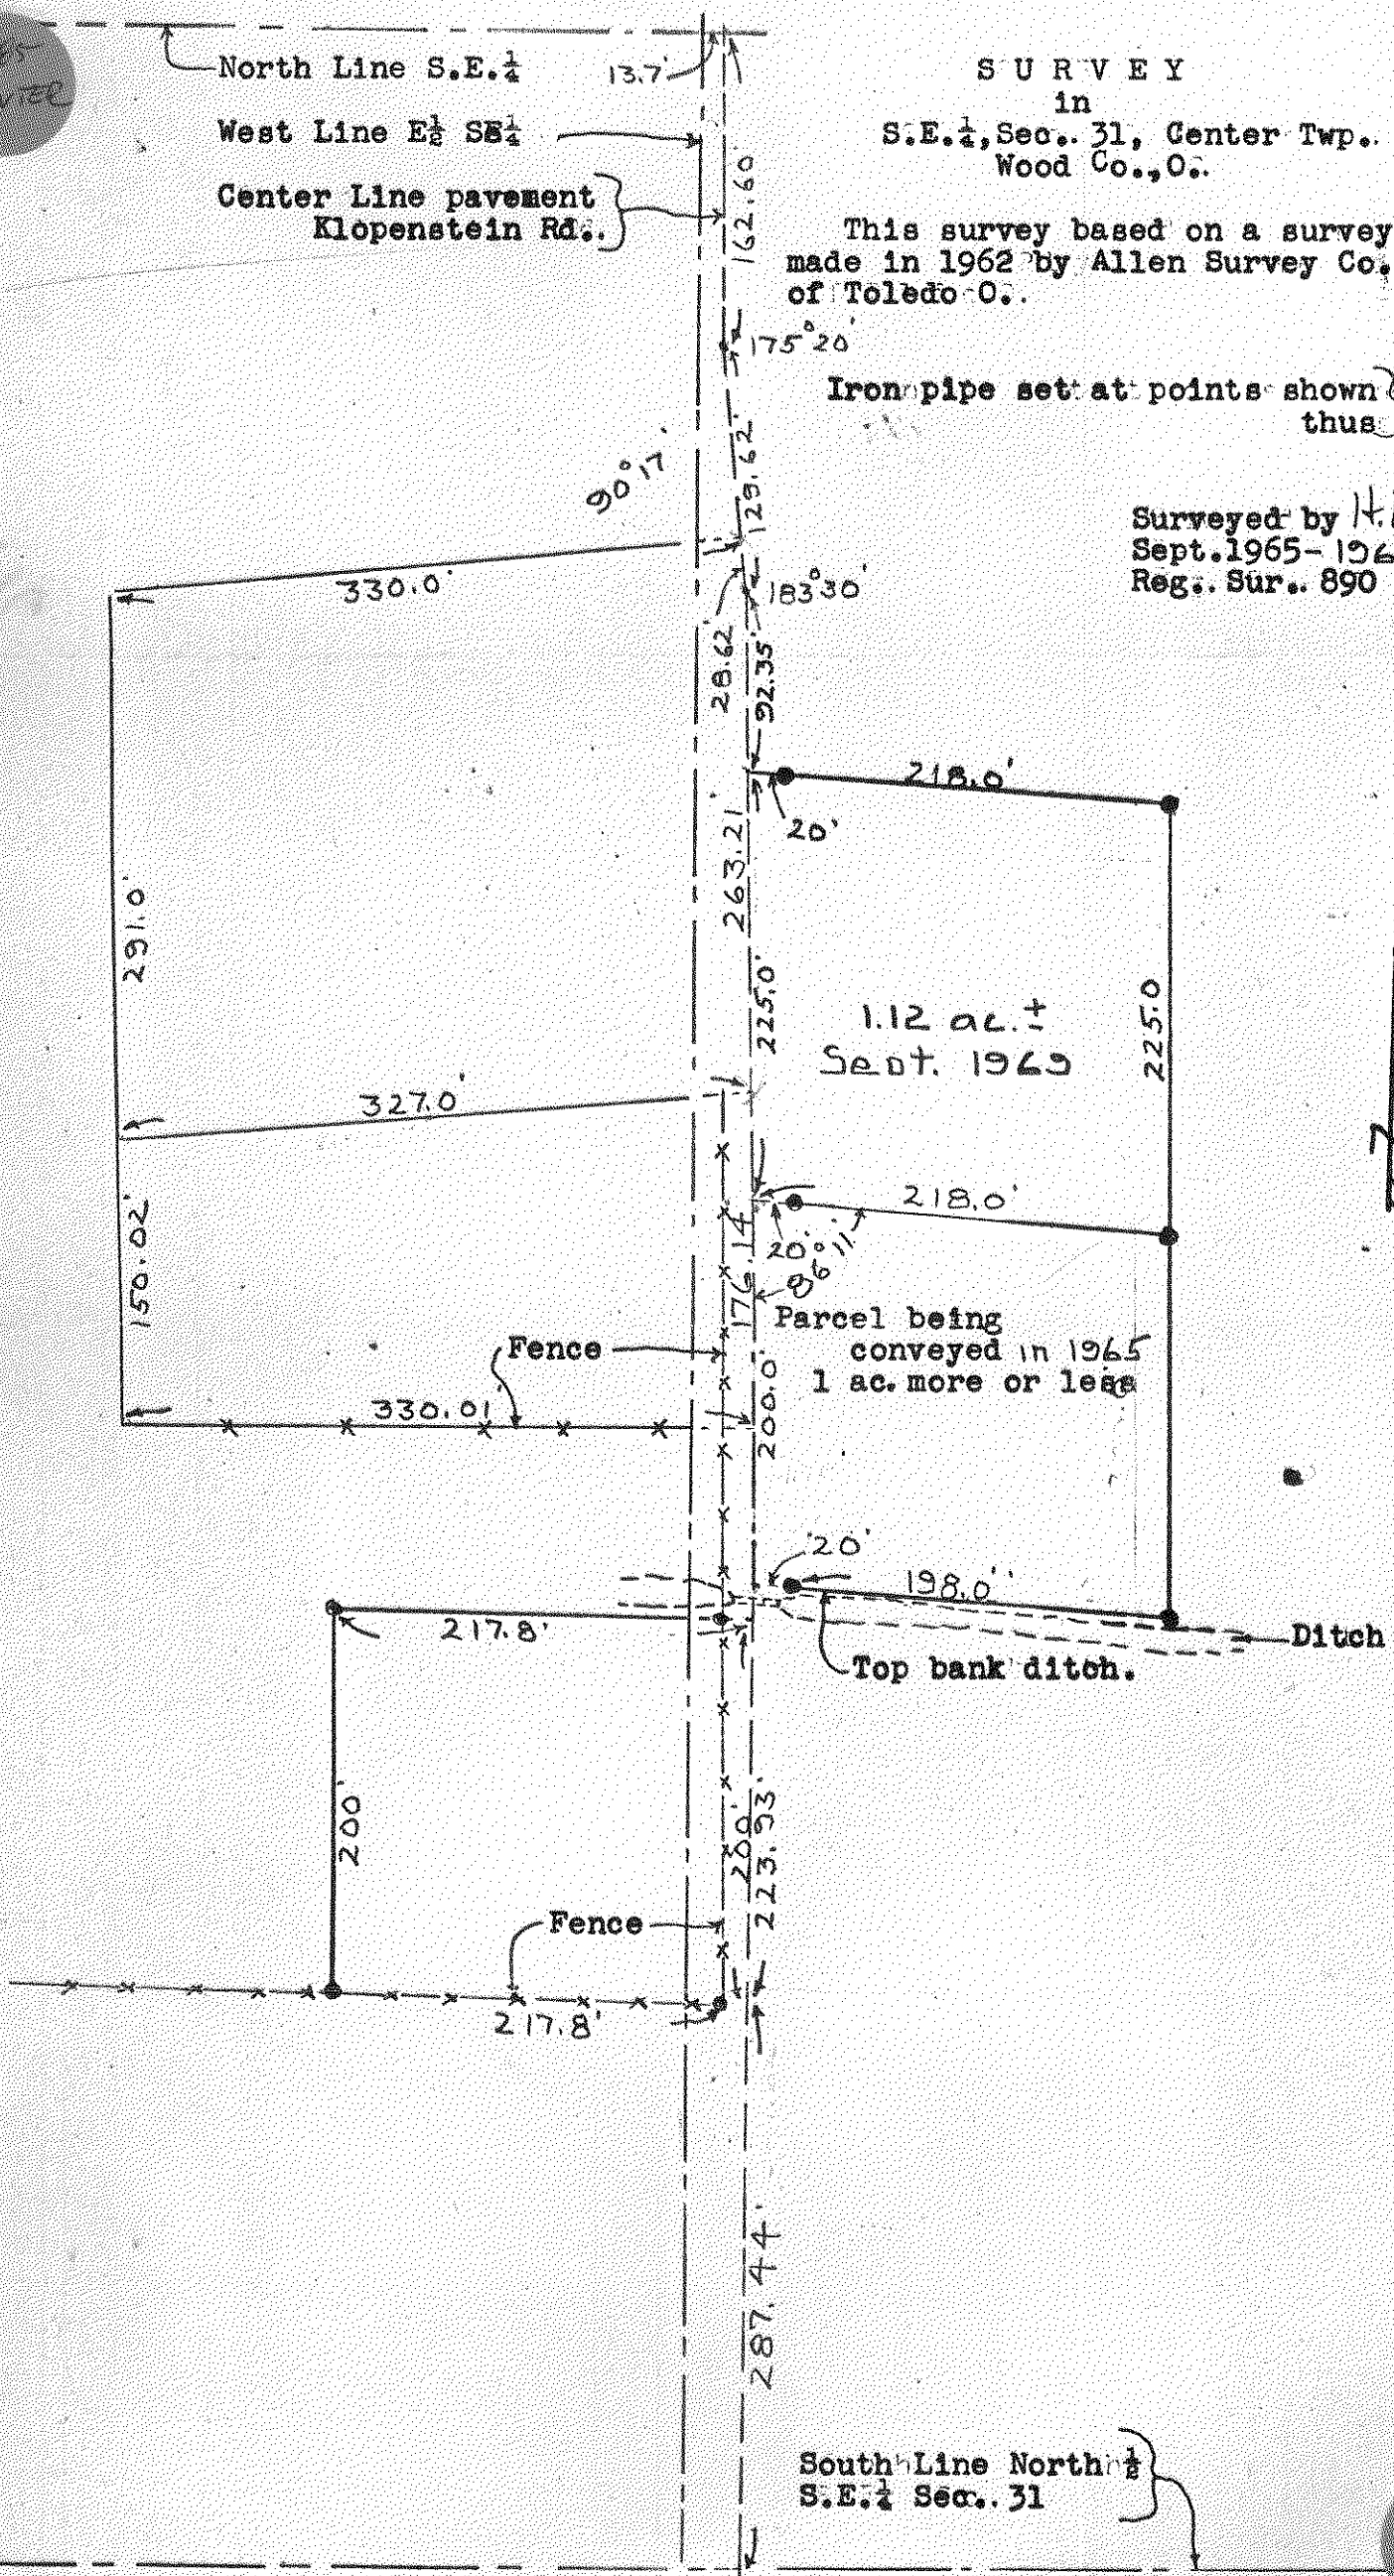 SURVEY
in
S.E.¼,Sec.. 31, Center Twp..
Wood Co.,O..
This survey based on a survey
made in 1962 by Allen Survey Co.
of Toledo O..
Iron pipe set at points shown
thus
Surveyed by H.
Sept.1965-196
Reg.. Sur.. 890
North Line S.E.¼
13.7'
West Line E½ SE¼
Center Line pavement
Klopenstein Rd..
162.60'
175°20'
129.62'
90°17'
330.0'
183°30'
28.62'
92.35'
218.0'
20'
263.21
291.0'
225.0'
1.12 ac.±
Sept. 1969
225.0
327.0'
218.0'
20'
86°11'
176.14'
150.02'
Parcel being
conveyed in 1965
1 ac. more or less
Fence
330.01'
200.0'
20'
198.0'
217.8'
Ditch
Top bank ditch.
200'
200'
223.93'
Fence
217.8'
287.44'
South Line North ½
S.E.¼ Sec.. 31